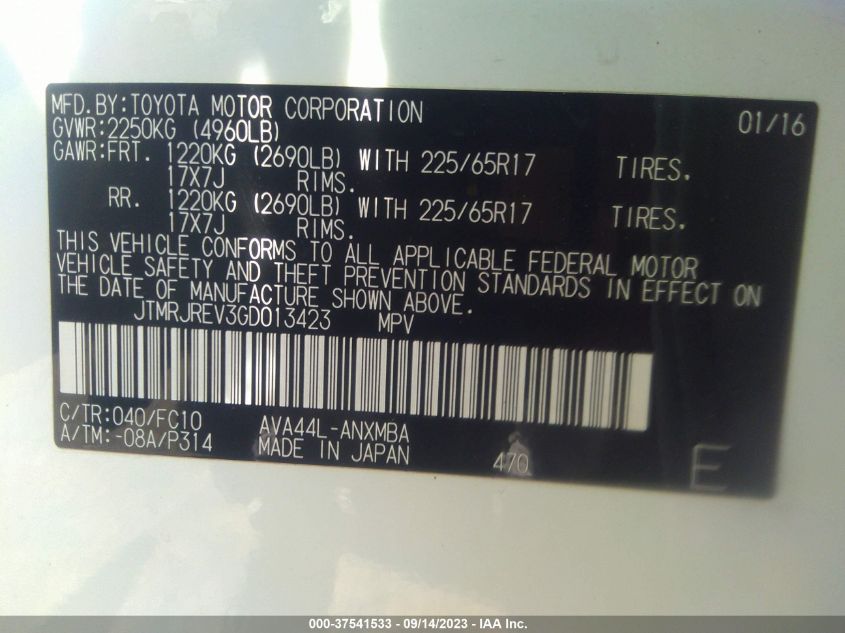 MFD.BY:TOYOTA MOTOR CORPORATION 01/16
GVWR:2250KG (4960LB)
GAWR:FRT. 1220KG (2690LB) WITH 225/65R17 TIRES.
17X7J RIMS.
RR. 1220KG (2690LB) WITH 225/65R17 TIRES.
17X7J RIMS.
THIS VEHICLE CONFORMS TO ALL APPLICABLE FEDERAL MOTOR
VEHICLE SAFETY AND THEFT PREVENTION STANDARDS IN EFFECT ON
THE DATE OF MANUFACTURE SHOWN ABOVE.
JTMRJREV3GD013423 MPV
C/TR:040/FC10 AVA44L-ANXMBA
A/TM:-08A/P314 MADE IN JAPAN 470 E
000-37541533 - 09/14/2023 - IAA Inc.